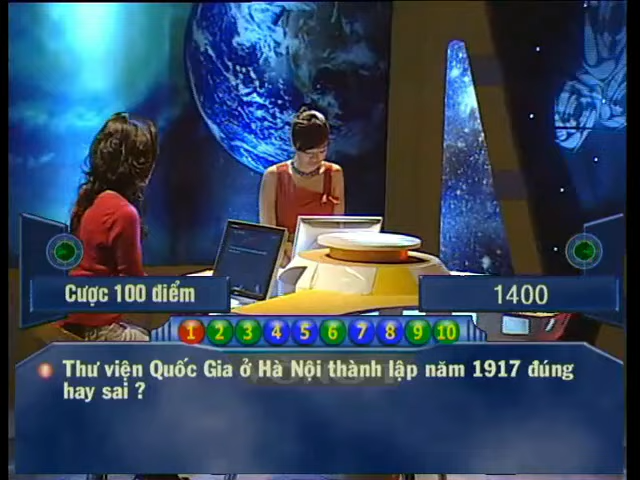 Cược 100 điểm
1400
1 2 3 4 5 6 7 8 9 10
Thư viện Quốc Gia ở Hà Nội thành lập năm 1917 đúng
hay sai ?